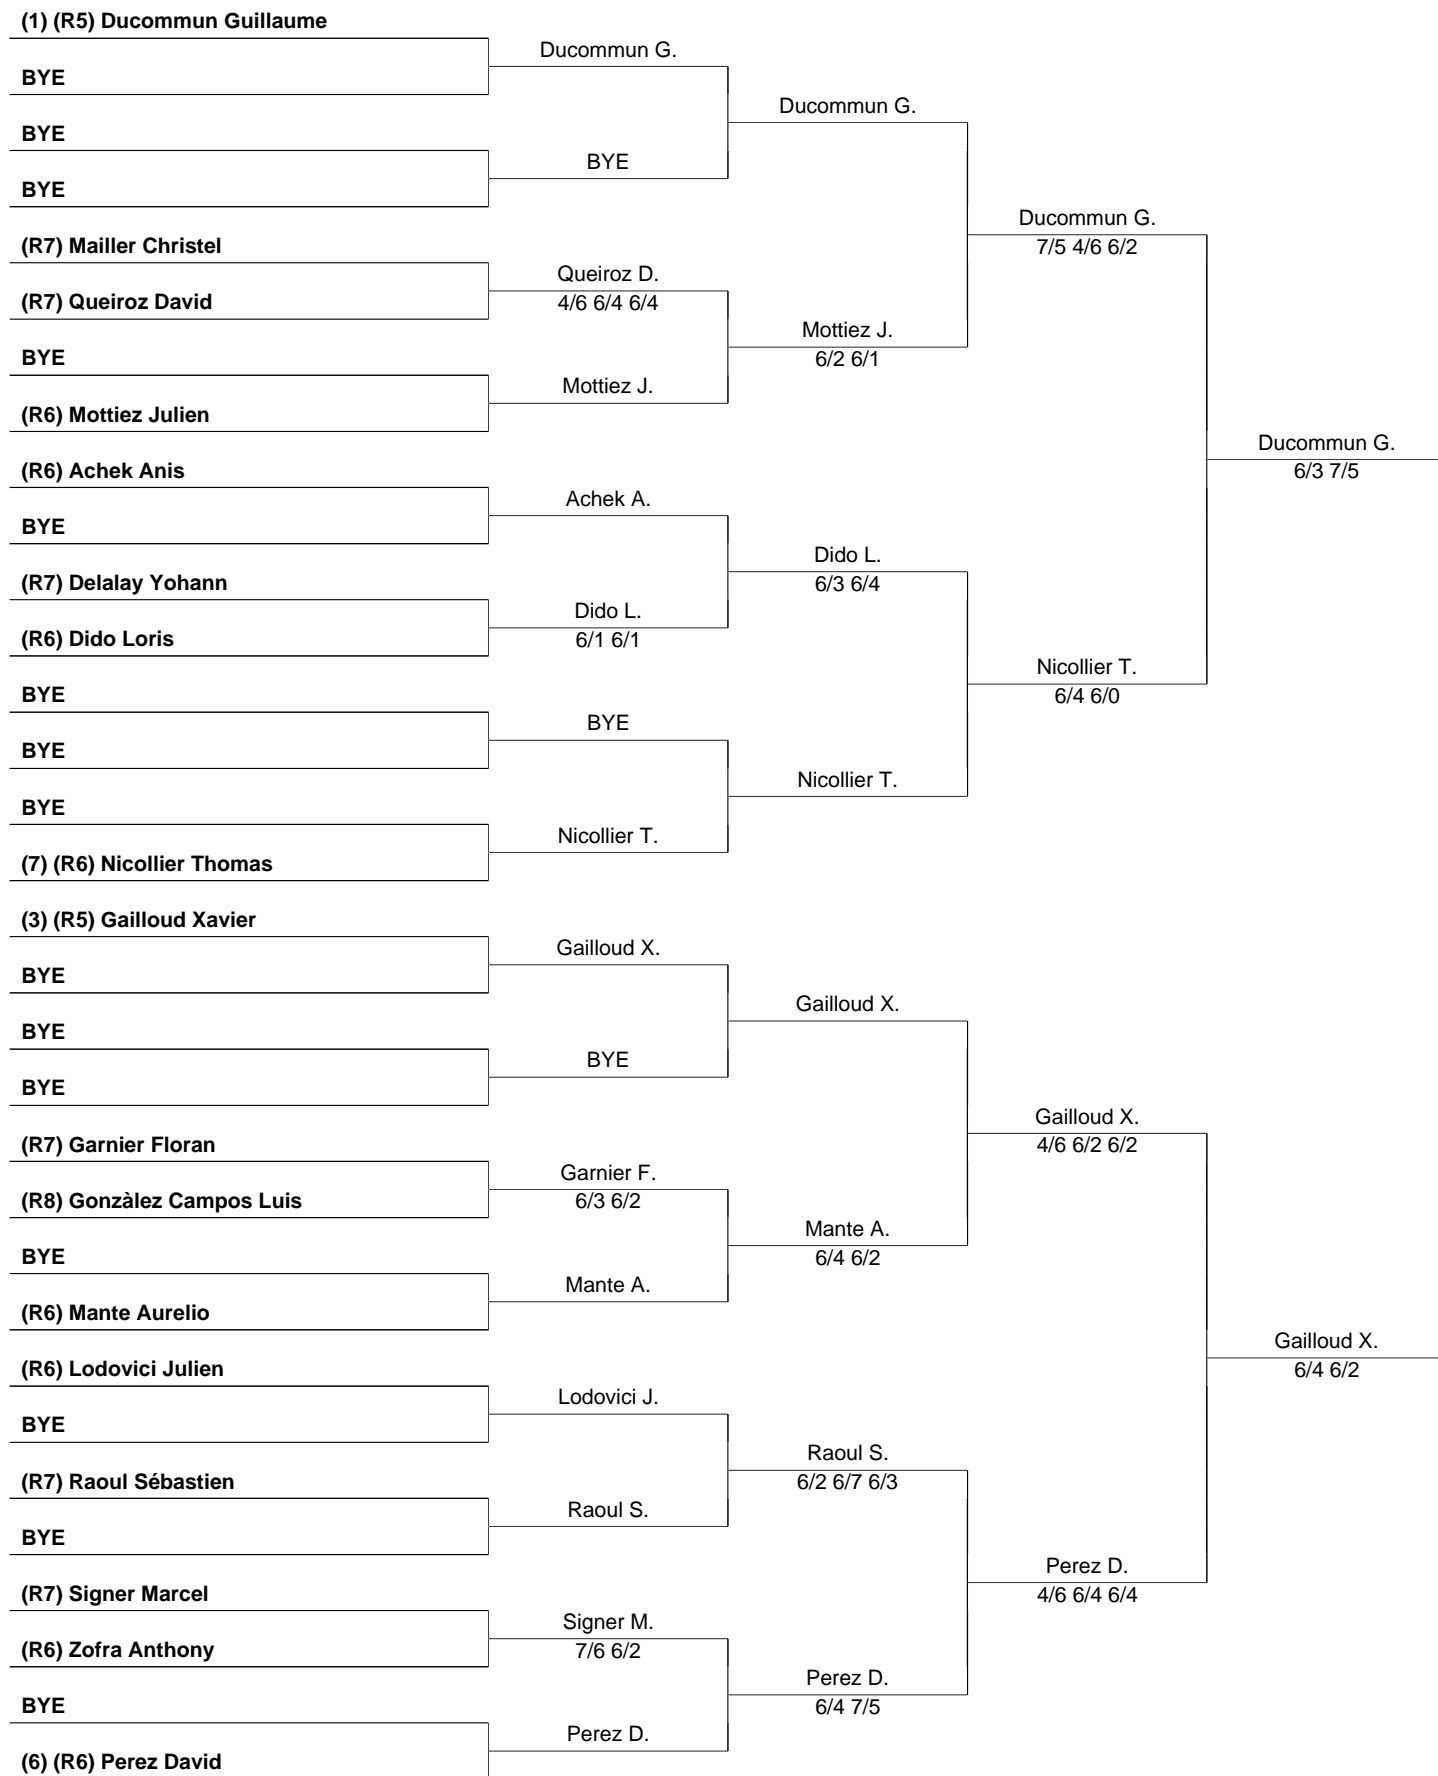 (1) (R5) Ducommun Guillaume
Ducommun G.
BYE
Ducommun G.
BYE
BYE
BYE
Ducommun G.
7/5 4/6 6/2
(R7) Mailler Christel
Queiroz D.
4/6 6/4 6/4
(R7) Queiroz David
Mottiez J.
6/2 6/1
BYE
Mottiez J.
(R6) Mottiez Julien
Ducommun G.
6/3 7/5
(R6) Achek Anis
Achek A.
BYE
Dido L.
6/3 6/4
(R7) Delalay Yohann
Dido L.
6/1 6/1
(R6) Dido Loris
Nicollier T.
6/4 6/0
BYE
BYE
BYE
Nicollier T.
BYE
Nicollier T.
(7) (R6) Nicollier Thomas
(3) (R5) Gailloud Xavier
Gailloud X.
BYE
Gailloud X.
BYE
BYE
BYE
Gailloud X.
4/6 6/2 6/2
(R7) Garnier Floran
Garnier F.
6/3 6/2
(R8) Gonzàlez Campos Luis
Mante A.
6/4 6/2
BYE
Mante A.
(R6) Mante Aurelio
Gailloud X.
6/4 6/2
(R6) Lodovici Julien
Lodovici J.
BYE
Raoul S.
6/2 6/7 6/3
(R7) Raoul Sébastien
Raoul S.
BYE
Perez D.
4/6 6/4 6/4
(R7) Signer Marcel
Signer M.
7/6 6/2
(R6) Zofra Anthony
Perez D.
6/4 7/5
BYE
Perez D.
(6) (R6) Perez David